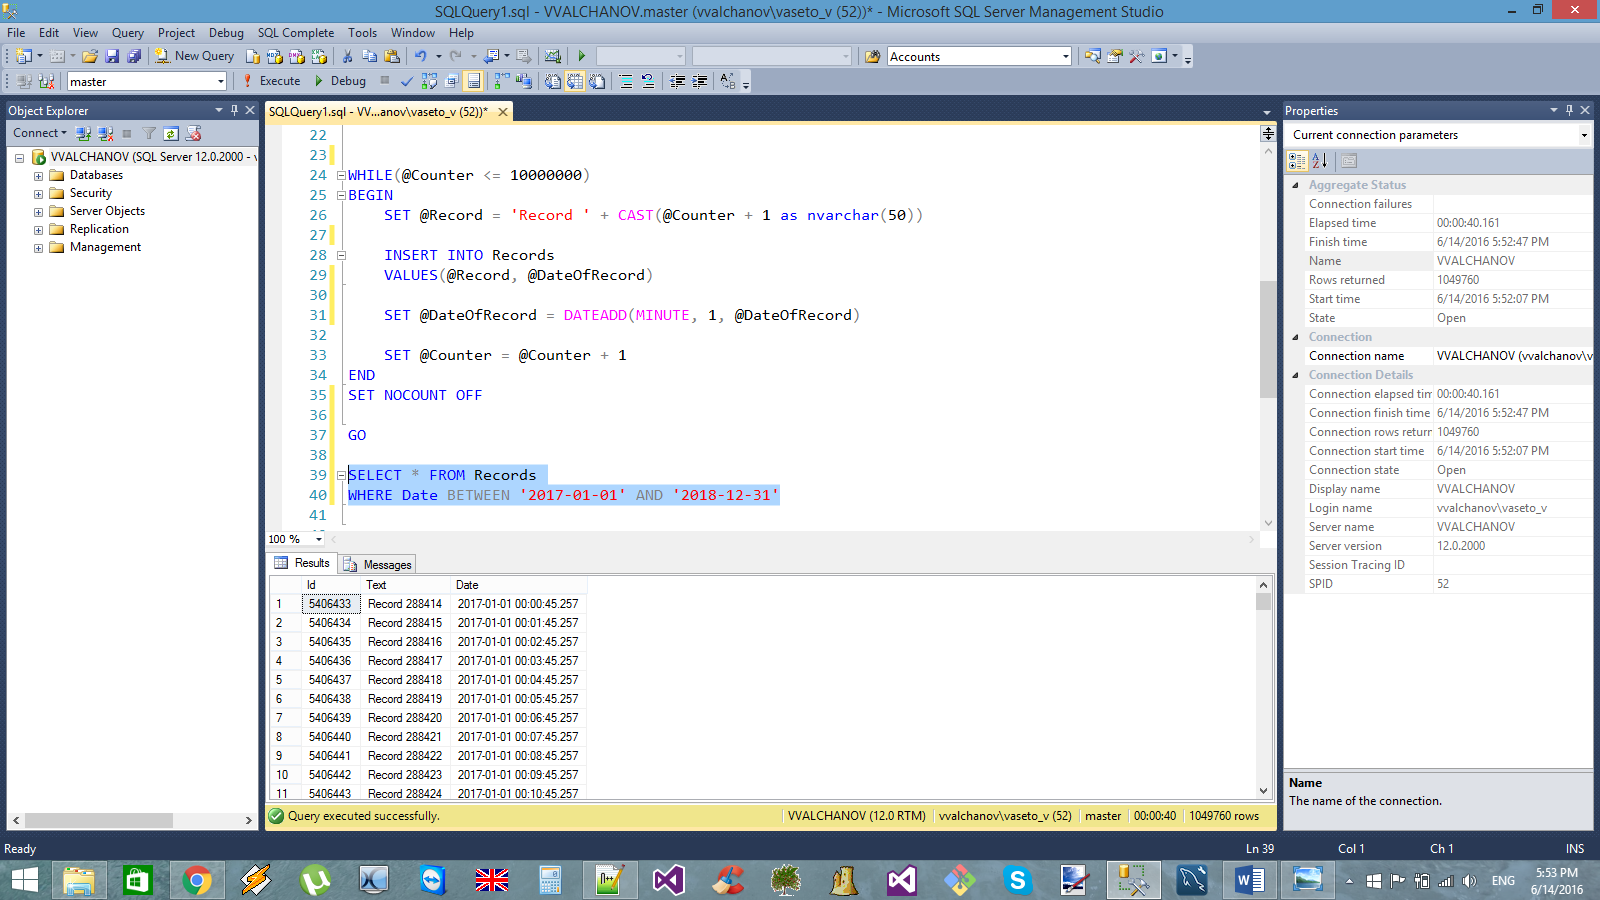 SQLQuery1.sql - VVALCHANOV.master (vvalchanov\vaseto_v (52))* - Microsoft SQL Server Management Studio
File Edit View Query Project Debug SQL Complete Tools Window Help
New Query Accounts
master Execute Debug
Object Explorer
Connect
VVALCHANOV (SQL Server 12.0.2000 - v
Databases
Security
Server Objects
Replication
Management
SQLQuery1.sql - VV...anov\vaseto_v (52))*
22
23
24 WHILE(@Counter <= 10000000)
25 BEGIN
26 SET @Record = 'Record ' + CAST(@Counter + 1 as nvarchar(50))
27
28 INSERT INTO Records
29 VALUES(@Record, @DateOfRecord)
30
31 SET @DateOfRecord = DATEADD(MINUTE, 1, @DateOfRecord)
32
33 SET @Counter = @Counter + 1
34 END
35 SET NOCOUNT OFF
36
37 GO
38
39 SELECT * FROM Records
40 WHERE Date BETWEEN '2017-01-01' AND '2018-12-31'
41
100 %
Results Messages
Id Text Date
1 5406433 Record 288414 2017-01-01 00:00:45.257
2 5406434 Record 288415 2017-01-01 00:01:45.257
3 5406435 Record 288416 2017-01-01 00:02:45.257
4 5406436 Record 288417 2017-01-01 00:03:45.257
5 5406437 Record 288418 2017-01-01 00:04:45.257
6 5406438 Record 288419 2017-01-01 00:05:45.257
7 5406439 Record 288420 2017-01-01 00:06:45.257
8 5406440 Record 288421 2017-01-01 00:07:45.257
9 5406441 Record 288422 2017-01-01 00:08:45.257
10 5406442 Record 288423 2017-01-01 00:09:45.257
11 5406443 Record 288424 2017-01-01 00:10:45.257
Query executed successfully. VVALCHANOV (12.0 RTM) vvalchanov\vaseto_v (52) master 00:00:40 1049760 rows
Properties
Current connection parameters
Aggregate Status
Connection failures
Elapsed time 00:00:40.161
Finish time 6/14/2016 5:52:47 PM
Name VVALCHANOV
Rows returned 1049760
Start time 6/14/2016 5:52:07 PM
State Open
Connection
Connection name VVALCHANOV (vvalchanov\v
Connection Details
Connection elapsed tim 00:00:40.161
Connection finish time 6/14/2016 5:52:47 PM
Connection rows returr 1049760
Connection start time 6/14/2016 5:52:07 PM
Connection state Open
Display name VVALCHANOV
Login name vvalchanov\vaseto_v
Server name VVALCHANOV
Server version 12.0.2000
Session Tracing ID
SPID 52
Name
The name of the connection.
Ready Ln 39 Col 1 Ch 1 INS
ENG 5:53 PM
6/14/2016